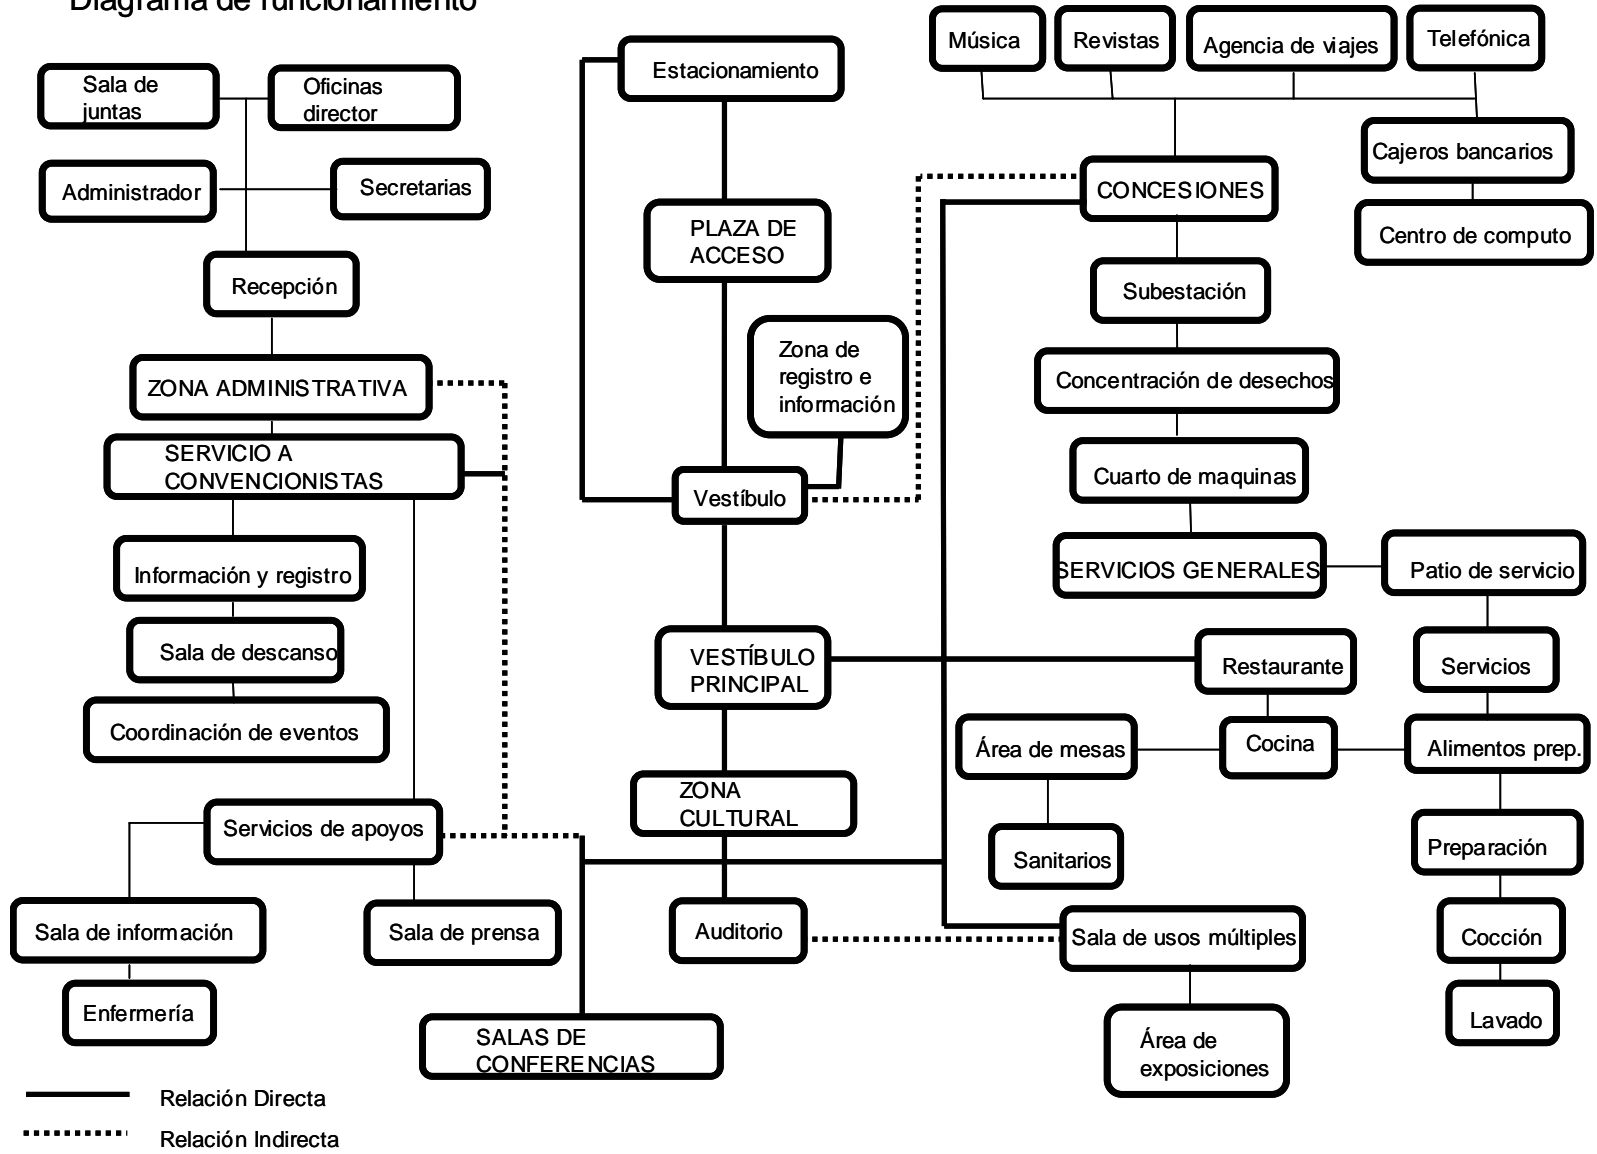 Diagrama de funcionamiento
Música
Revistas
Agencia de viajes
Telefónica
Sala de
juntas
Oficinas
director
Estacionamiento
Cajeros bancarios
Administrador
Secretarias
CONCESIONES
PLAZA DE
ACCESO
Centro de computo
Recepción
Subestación
Zona de
registro e
información
ZONA ADMINISTRATIVA
Concentración de desechos
SERVICIO A
CONVENCIONISTAS
Vestíbulo
Cuarto de maquinas
Información y registro
SERVICIOS GENERALES
Patio de servicio
Sala de descanso
VESTÍBULO
PRINCIPAL
Restaurante
Servicios
Coordinación de eventos
Área de mesas
Cocina
Alimentos prep.
ZONA
CULTURAL
Servicios de apoyos
Sanitarios
Preparación
Sala de información
Sala de prensa
Auditorio
Sala de usos múltiples
Cocción
Enfermería
SALAS DE
CONFERENCIAS
Área de
exposiciones
Lavado
Relación Directa
Relación Indirecta